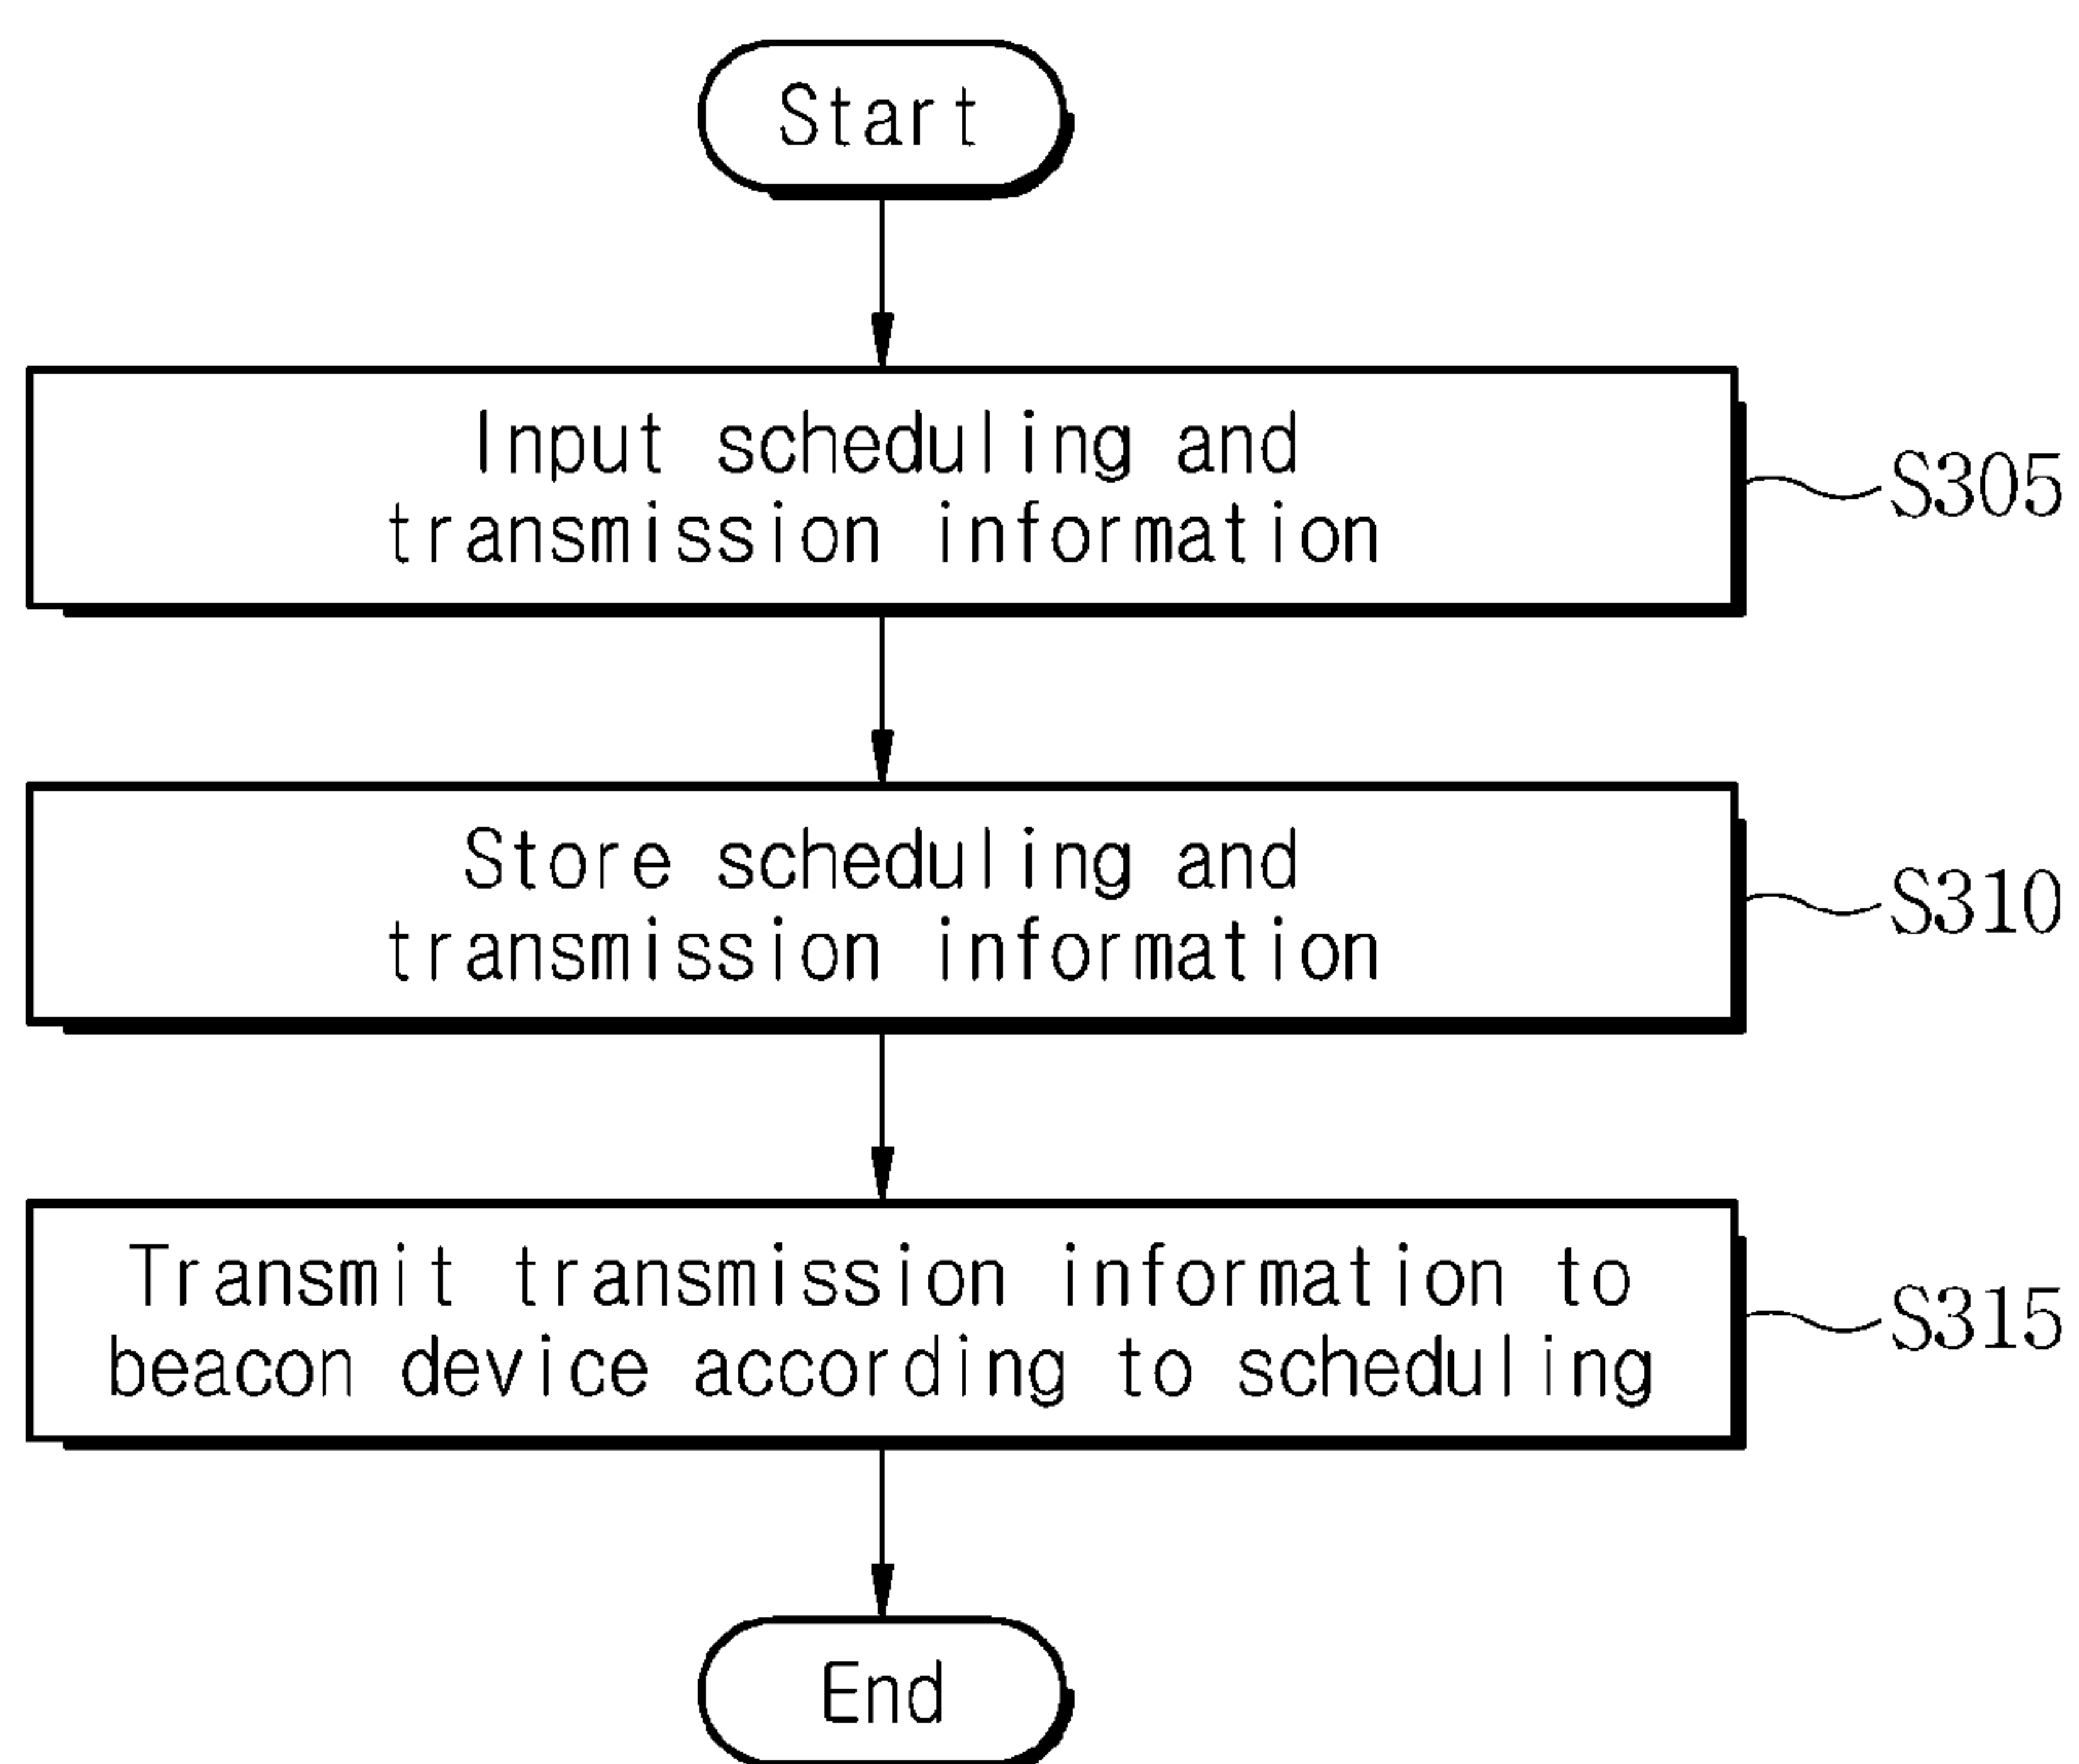 Start
Input scheduling and
transmission information
S305
Store scheduling and
transmission information
S310
Transmit transmission information to
beacon device according to scheduling
S315
End